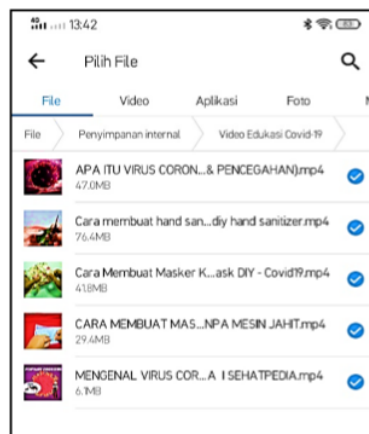 4G 13:42
Pilih File
File Video Aplikasi Foto
File Penyimpanan internal Video Edukasi Covid-19
APA ITU VIRUS CORON...& PENCEGAHAN).mp4
47.0MB
Cara membuat hand san...diy hand sanitizer.mp4
76.4MB
Cara Membuat Masker K...ask DIY - Covid19.mp4
41.8MB
CARA MEMBUAT MAS...NPA MESIN JAHIT.mp4
29.4MB
MENGENAL VIRUS COR...A I SEHATPEDIA.mp4
6.1MB